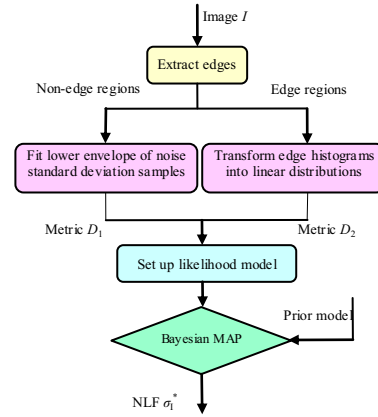 Image I
Extract edges
Non-edge regions
Edge regions
Fit lower envelope of noise
standard deviation samples
Transform edge histograms
into linear distributions
Metric D₁
Metric D₂
Set up likelihood model
Prior model
Bayesian MAP
NLF σ_I^*